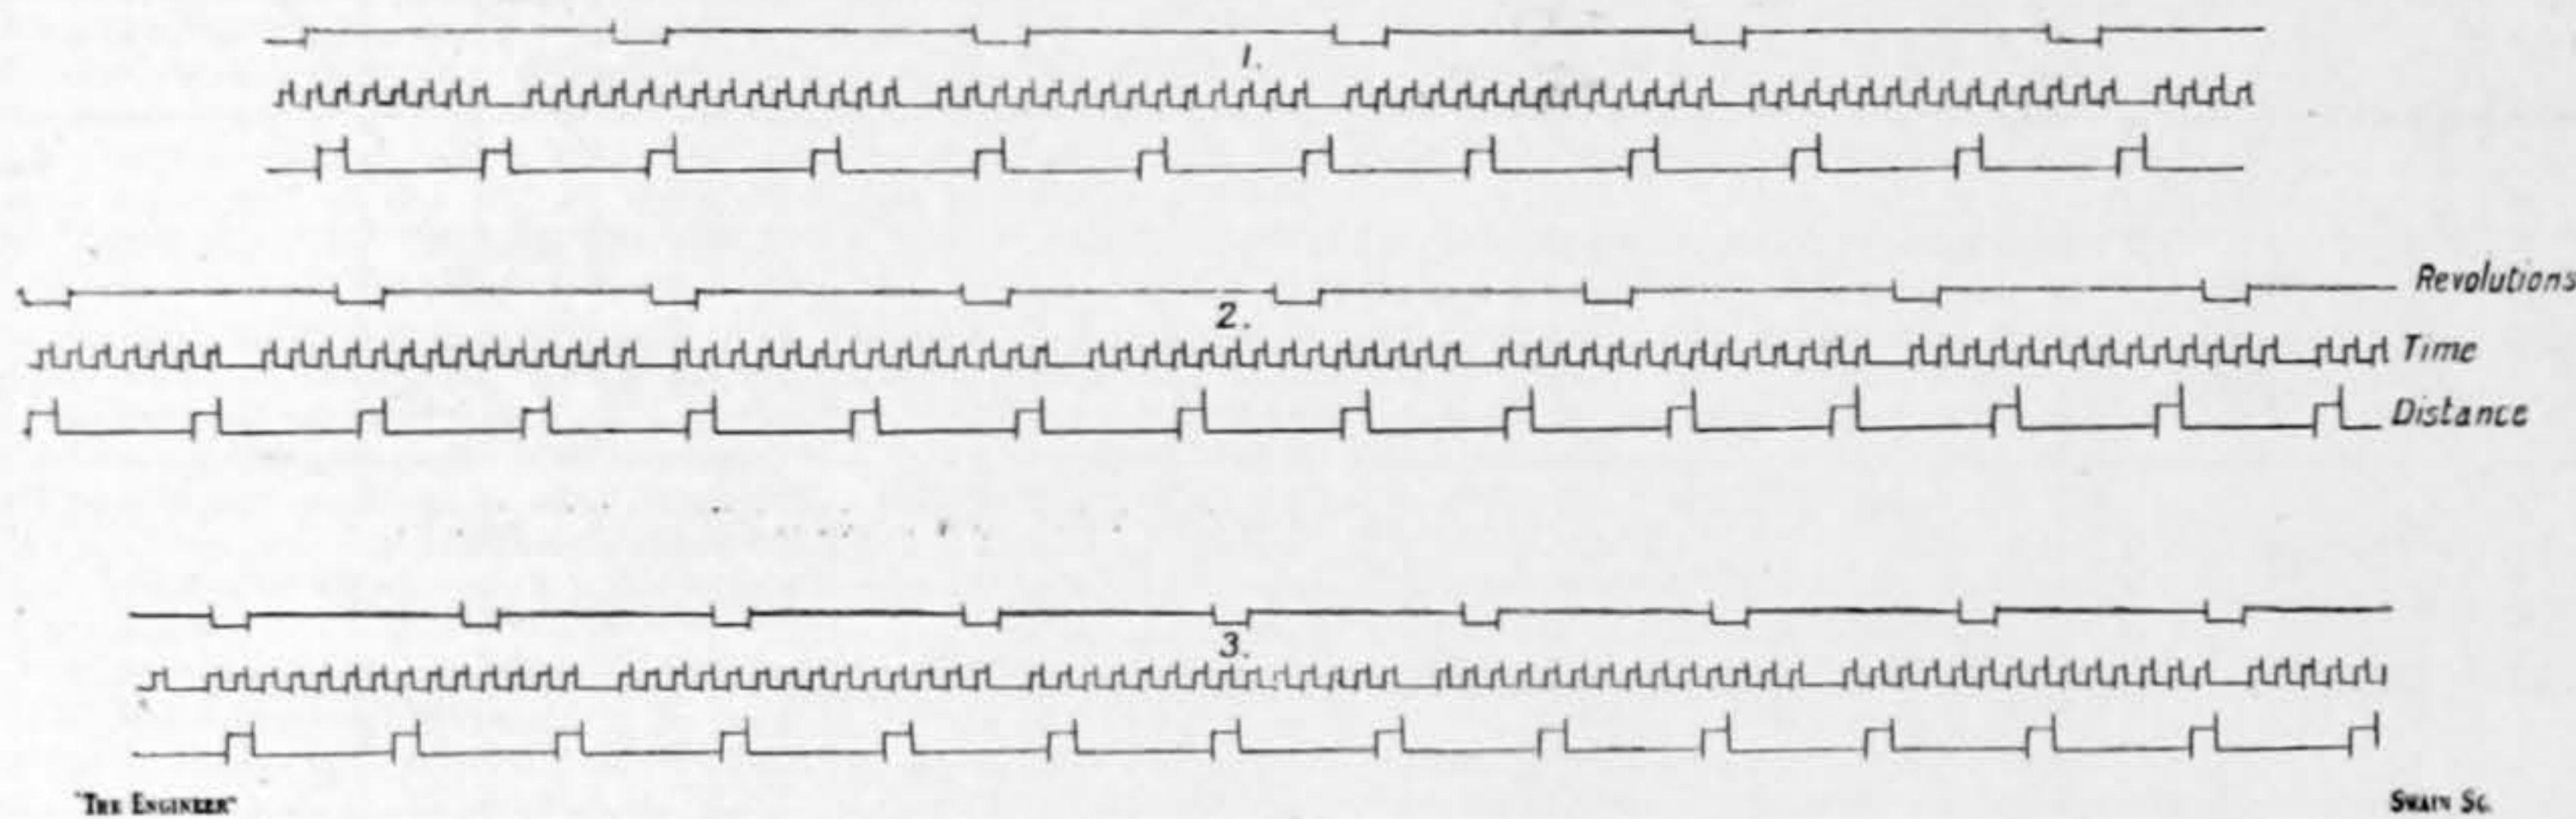 1.
2.
Revolutions
Time
Distance
3.
"THE ENGINEER"
SWAIN SC.